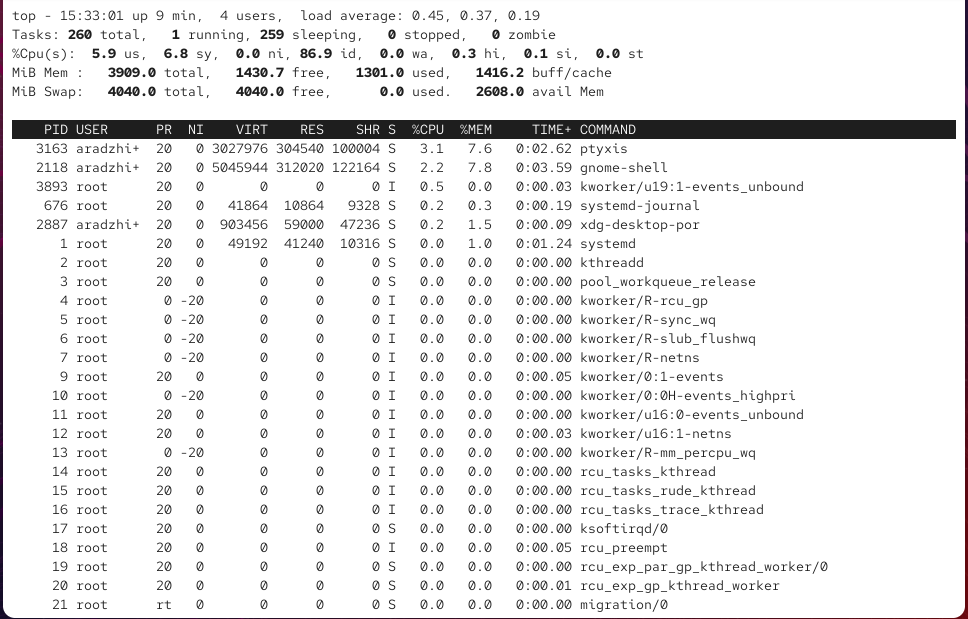 top - 15:33:01 up 9 min,  4 users,  load average: 0.45, 0.37, 0.19
Tasks: 260 total,   1 running, 259 sleeping,   0 stopped,   0 zombie
%Cpu(s):  5.9 us,  6.8 sy,  0.0 ni, 86.9 id,  0.0 wa,  0.3 hi,  0.1 si,  0.0 st
MiB Mem :   3909.0 total,   1430.7 free,   1301.0 used,   1416.2 buff/cache
MiB Swap:   4040.0 total,   4040.0 free,      0.0 used.   2608.0 avail Mem
    PID USER      PR  NI    VIRT    RES    SHR S  %CPU  %MEM     TIME+ COMMAND
   3163 aradzhi+  20   0 3027976 304540 100004 S   3.1   7.6   0:02.62 ptyxis
   2118 aradzhi+  20   0 5045944 312020 122164 S   2.2   7.8   0:03.59 gnome-shell
   3893 root      20   0       0      0      0 I   0.5   0.0   0:00.03 kworker/u19:1-events_unbound
    676 root      20   0   41864  10864   9328 S   0.2   0.3   0:00.19 systemd-journal
   2887 aradzhi+  20   0  903456  59000  47236 S   0.2   1.5   0:00.09 xdg-desktop-por
      1 root      20   0   49192  41240  10316 S   0.0   1.0   0:01.24 systemd
      2 root      20   0       0      0      0 S   0.0   0.0   0:00.00 kthreadd
      3 root      20   0       0      0      0 S   0.0   0.0   0:00.00 pool_workqueue_release
      4 root       0 -20       0      0      0 I   0.0   0.0   0:00.00 kworker/R-rcu_gp
      5 root       0 -20       0      0      0 I   0.0   0.0   0:00.00 kworker/R-sync_wq
      6 root       0 -20       0      0      0 I   0.0   0.0   0:00.00 kworker/R-slub_flushwq
      7 root       0 -20       0      0      0 I   0.0   0.0   0:00.00 kworker/R-netns
      9 root      20   0       0      0      0 I   0.0   0.0   0:00.05 kworker/0:1-events
     10 root       0 -20       0      0      0 I   0.0   0.0   0:00.00 kworker/0:0H-events_highpri
     11 root      20   0       0      0      0 I   0.0   0.0   0:00.00 kworker/u16:0-events_unbound
     12 root      20   0       0      0      0 I   0.0   0.0   0:00.03 kworker/u16:1-netns
     13 root       0 -20       0      0      0 I   0.0   0.0   0:00.00 kworker/R-mm_percpu_wq
     14 root      20   0       0      0      0 I   0.0   0.0   0:00.00 rcu_tasks_kthread
     15 root      20   0       0      0      0 I   0.0   0.0   0:00.00 rcu_tasks_rude_kthread
     16 root      20   0       0      0      0 I   0.0   0.0   0:00.00 rcu_tasks_trace_kthread
     17 root      20   0       0      0      0 S   0.0   0.0   0:00.00 ksoftirqd/0
     18 root      20   0       0      0      0 I   0.0   0.0   0:00.05 rcu_preempt
     19 root      20   0       0      0      0 S   0.0   0.0   0:00.00 rcu_exp_par_gp_kthread_worker/0
     20 root      20   0       0      0      0 S   0.0   0.0   0:00.01 rcu_exp_gp_kthread_worker
     21 root      rt   0       0      0      0 S   0.0   0.0   0:00.00 migration/0